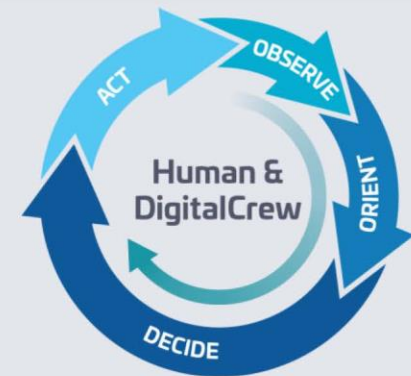 OBSERVE
ORIENT
DECIDE
ACT
Human &
DigitalCrew